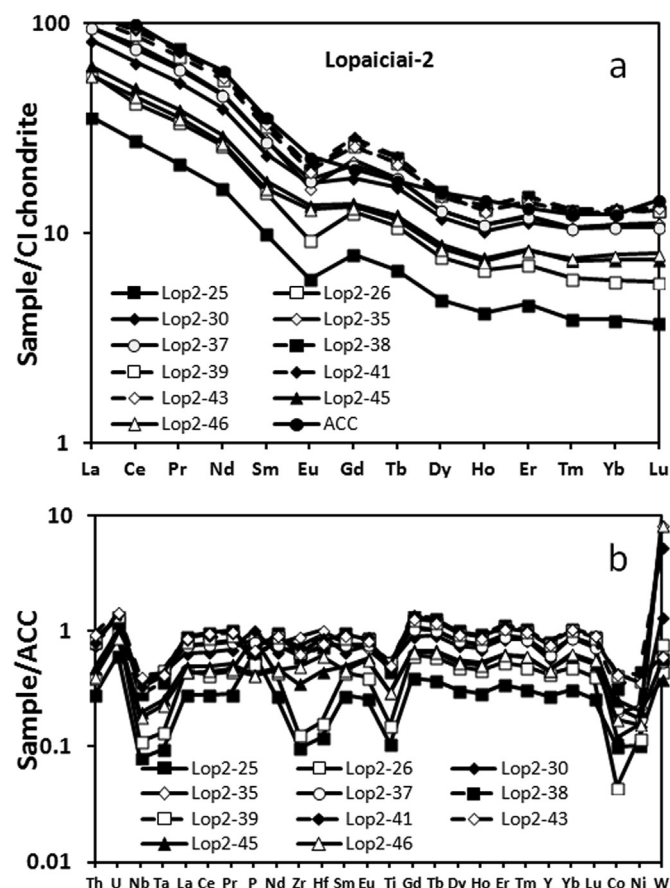 100
Lopaiciai-2
a
Sample/CI chondrite
10
Lop2-25 Lop2-26
Lop2-30 Lop2-35
Lop2-37 Lop2-38
Lop2-39 Lop2-41
Lop2-43 Lop2-45
Lop2-46 ACC
1
La Ce Pr Nd Sm Eu Gd Tb Dy Ho Er Tm Yb Lu
10
b
Sample/ACC
1
0.1
Lop2-25 Lop2-26 Lop2-30
Lop2-35 Lop2-37 Lop2-38
Lop2-39 Lop2-41 Lop2-43
Lop2-45 Lop2-46
0.01
Th U Nb Ta La Ce Pr P Nd Zr Hf Sm Eu Ti Gd Tb Dy Ho Er Tm Y Yb Lu Co Ni W